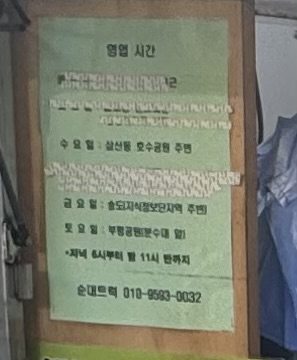 영업 시간
수 요 일 : 삼산동 호수공원 주변
금 요 일 : 송도지식정보단지역 주변)
토 요 일 : 부평공원(분수대 앞)
*저녁 6시부터 밤 11시 반까지
순대트럭 010-9593-0032